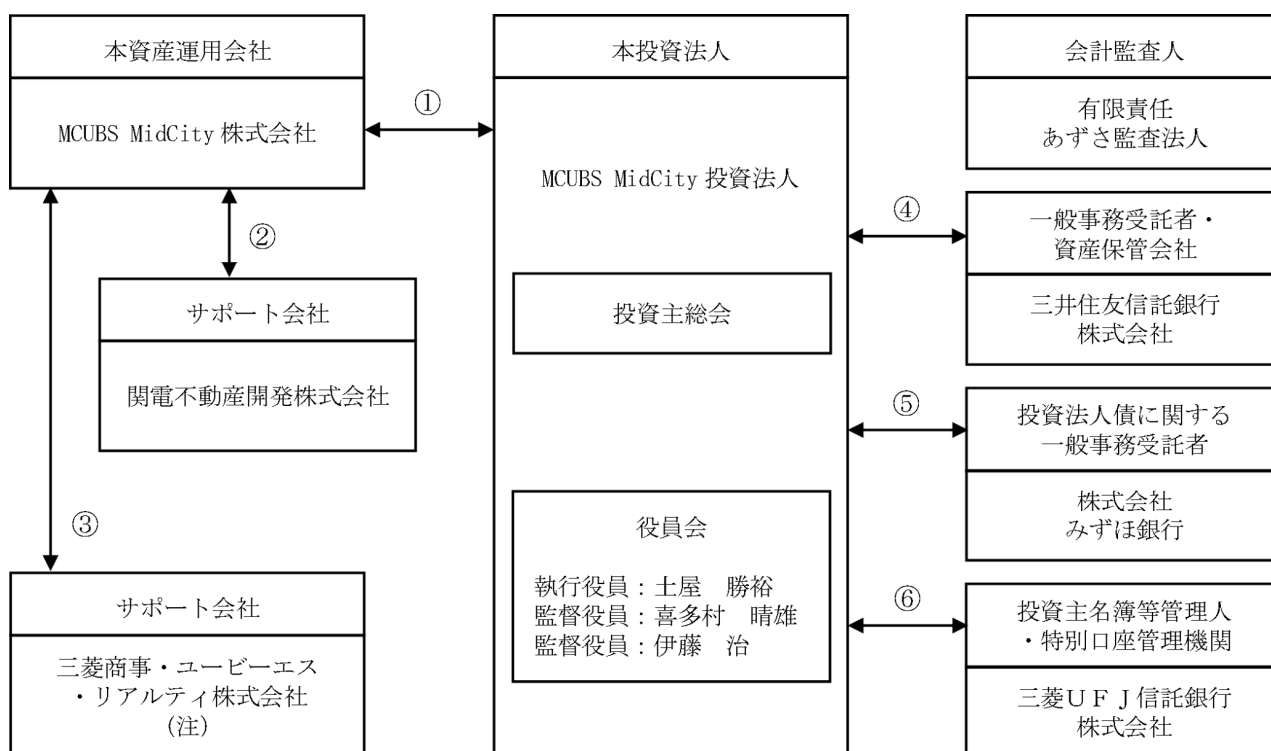 本資産運用会社
MCUBS MidCity 株式会社
①
②
サポート会社
関電不動産開発株式会社
③
サポート会社
三菱商事・ユービーエス
・リアルティ株式会社
(注)
本投資法人
MCUBS MidCity 投資法人
投資主総会
役員会
執行役員：土屋　勝裕
監督役員：喜多村　晴雄
監督役員：伊藤　治
会計監査人
有限責任
あずさ監査法人
④
一般事務受託者・
資産保管会社
三井住友信託銀行
株式会社
⑤
投資法人債に関する
一般事務受託者
株式会社
みずほ銀行
⑥
投資主名簿等管理人
・特別口座管理機関
三菱ＵＦＪ信託銀行
株式会社